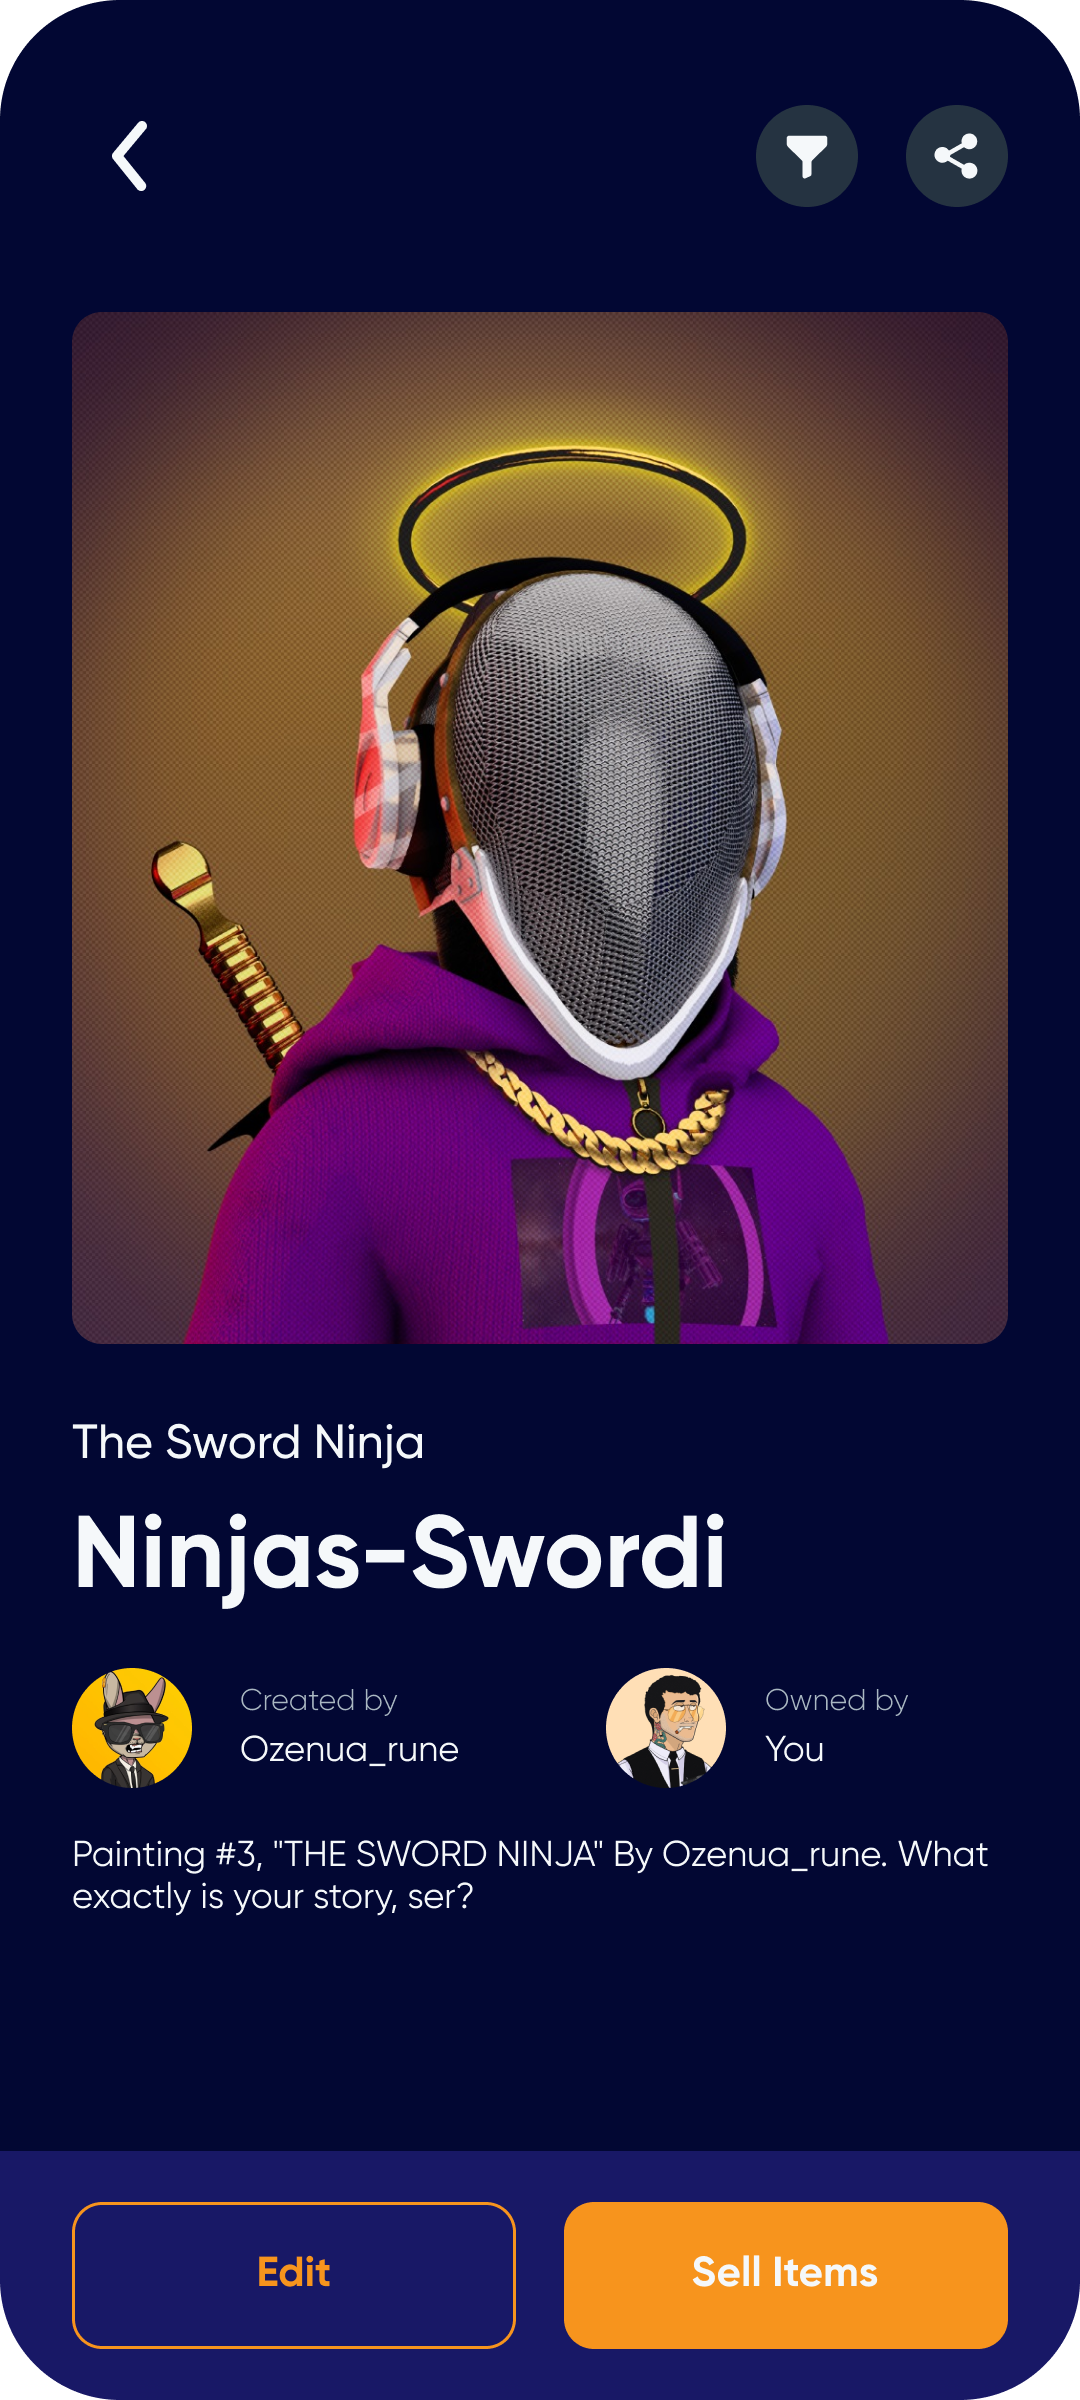 The Sword Ninja
Ninjas-Swordi
Created by
Ozenua_rune
Owned by
You
Painting #3, "THE SWORD NINJA" By Ozenua_rune. What
exactly is your story, ser?
Edit
Sell Items